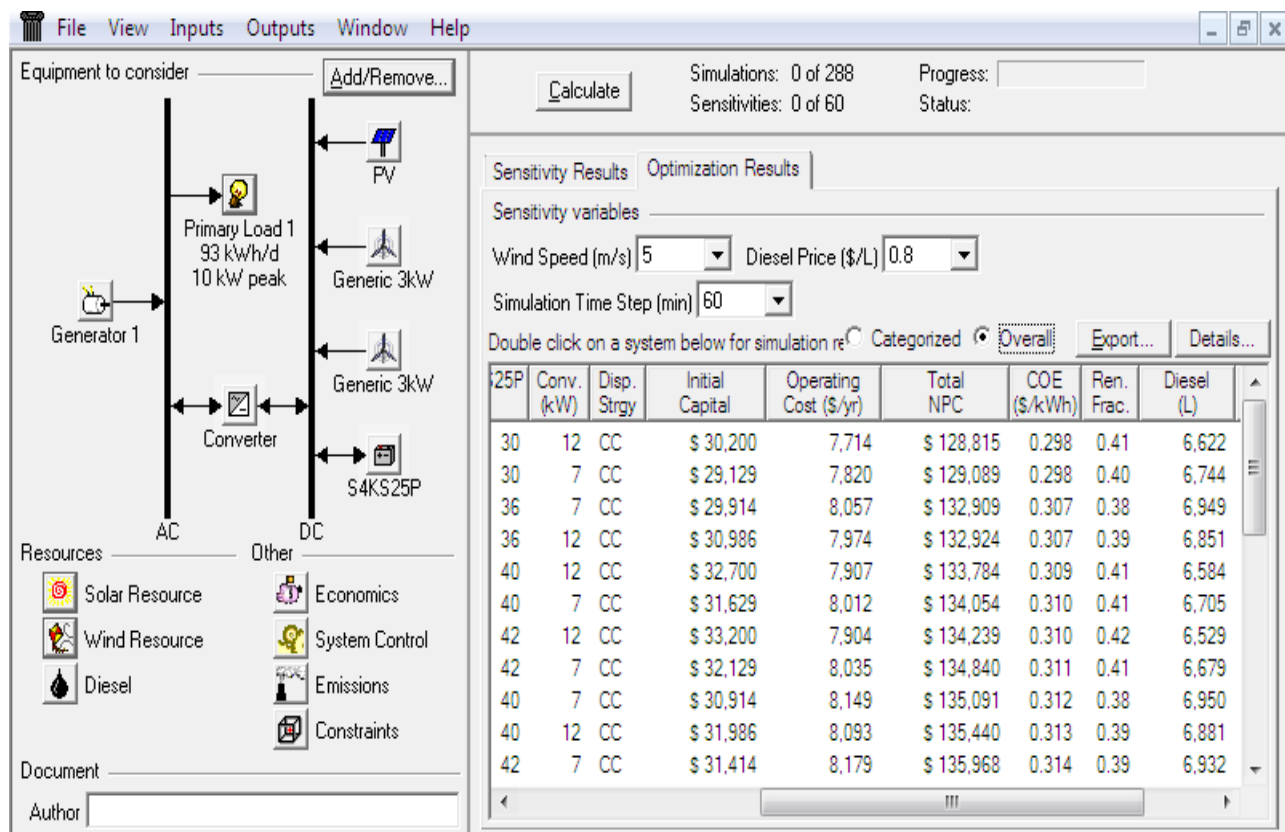 File View Inputs Outputs Window Help
Equipment to consider
Add/Remove...
PV
Primary Load 1
93 kWh/d
10 kW peak
Generic 3kW
Generator 1
Generic 3kW
Converter
S4KS25P
AC DC
Resources Other
Solar Resource Economics
Wind Resource System Control
Diesel Emissions
Constraints
Document
Author
Calculate
Simulations: 0 of 288 Progress:
Sensitivities: 0 of 60 Status:
Sensitivity Results Optimization Results
Sensitivity variables
Wind Speed (m/s) 5 Diesel Price ($/L) 0.8
Simulation Time Step (min) 60
Double click on a system below for simulation re Categorized Overall Export... Details...
S25P Conv. Disp. Initial Operating Total COE Ren. Diesel
(kW) Strgy Capital Cost ($/yr) NPC ($/kWh) Frac. (L)
30 12 CC $ 30,200 7,714 $ 128,815 0.298 0.41 6,622
30 7 CC $ 29,129 7,820 $ 129,089 0.298 0.40 6,744
36 7 CC $ 29,914 8,057 $ 132,909 0.307 0.38 6,949
36 12 CC $ 30,986 7,974 $ 132,924 0.307 0.39 6,851
40 12 CC $ 32,700 7,907 $ 133,784 0.309 0.41 6,584
40 7 CC $ 31,629 8,012 $ 134,054 0.310 0.41 6,705
42 12 CC $ 33,200 7,904 $ 134,239 0.310 0.42 6,529
42 7 CC $ 32,129 8,035 $ 134,840 0.311 0.41 6,679
40 7 CC $ 30,914 8,149 $ 135,091 0.312 0.38 6,950
40 12 CC $ 31,986 8,093 $ 135,440 0.313 0.39 6,881
42 7 CC $ 31,414 8,179 $ 135,968 0.314 0.39 6,932